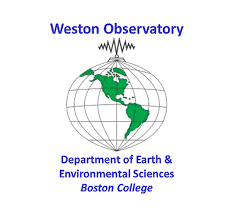 Weston Observatory
Department of Earth &
Environmental Sciences
Boston College